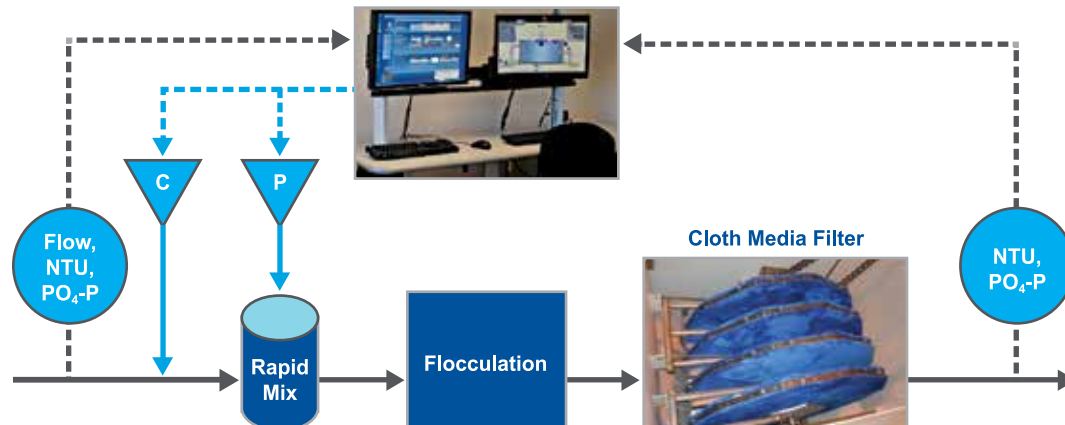 C
P
Flow,
NTU,
PO₄-P
Cloth Media Filter
NTU,
PO₄-P
Rapid
Mix
Flocculation